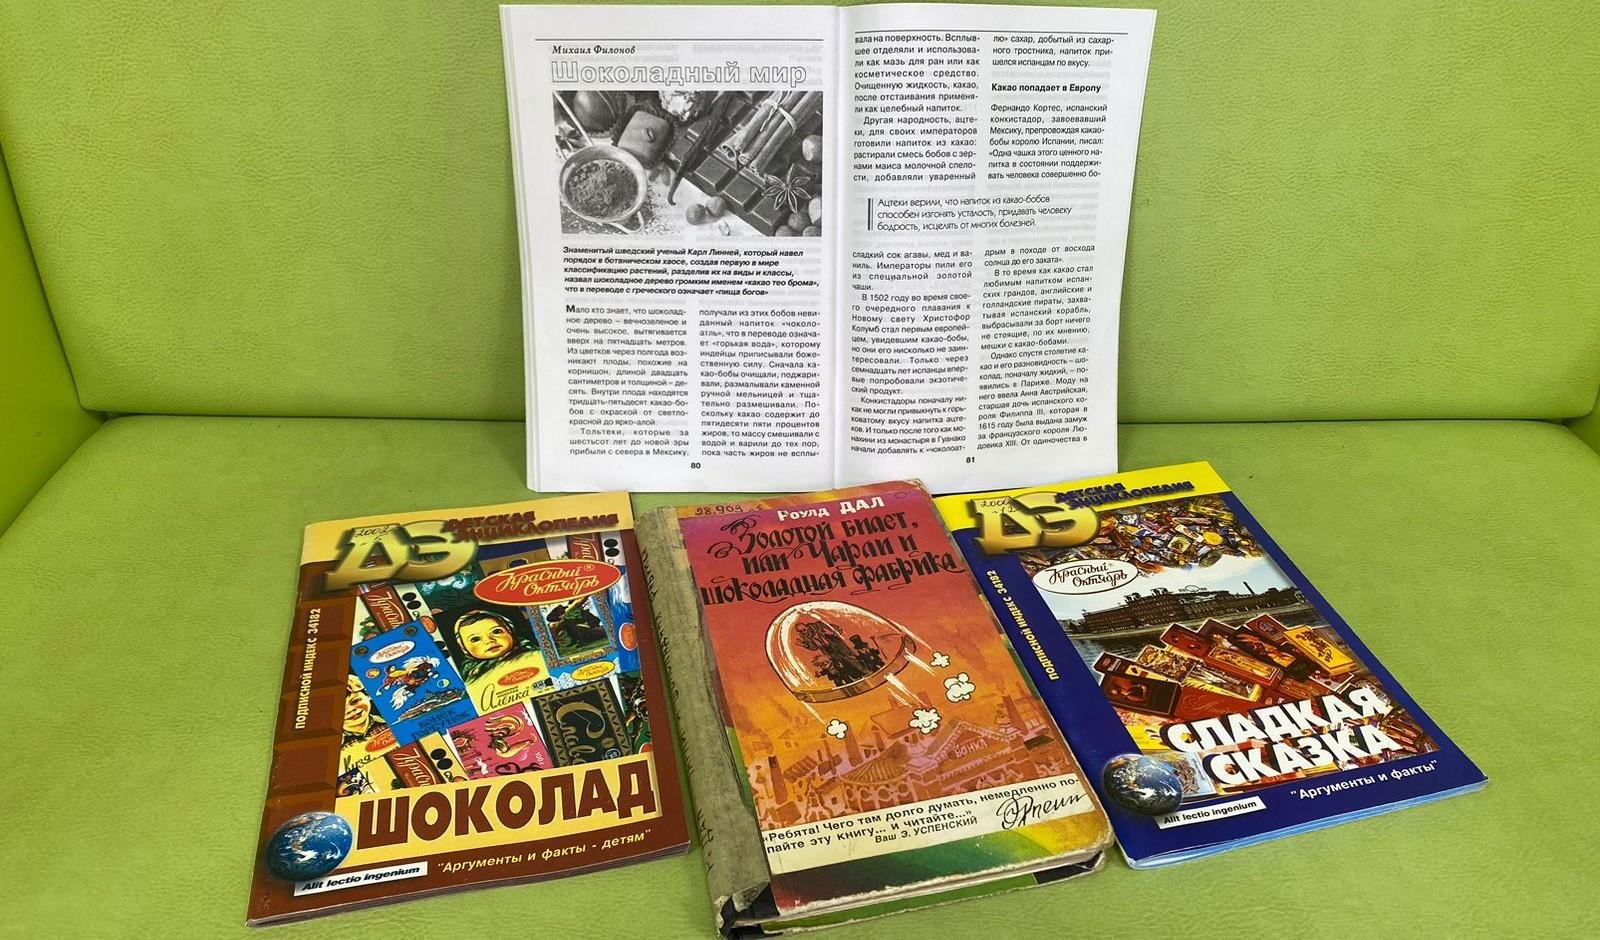 Михаил Филонов
Шоколадный мир
Знаменитый шведский ученый Карл Линней, который навел
порядок в ботаническом хаосе, создав первую в мире
классификацию растений, разделив их на виды и классы,
назвал шоколадное дерево громким именем «какао тео брома»,
что в переводе с греческого означает «пища богов»
Мало кто знает, что шоколад-
ное дерево – вечнозеленое и
очень высокое, вытягивается
вверх на пятнадцать метров.
Из цветков через полгода воз-
никают плоды, похожие на
корнишон, длиной двадцать
сантиметров и толщиной – де-
сять. Внутри плода находятся
тридцать-пятьдесят какао-бо-
бов с окраской от светло-
красной до ярко-алой.
Тольтеки, которые за
шестьсот лет до новой эры
прибыли с севера в Мексику,
получали из этих бобов неви-
данный напиток «чоколо-
атль», что в переводе означа-
ет «горькая вода», которому
индейцы приписывали боже-
ственную силу. Сначала ка-
као-бобы очищали, поджари-
вали, размалывали каменной
ручной мельницей и тща-
тельно размешивали. По-
скольку какао содержит до
пятидесяти пяти процентов
жиров, то массу смешивали с
водой и варили до тех пор,
пока часть жиров не всплы-
80
вала на поверхность. Всплыв-
шее отделяли и использова-
ли как мазь для ран или как
косметическое средство.
Очищенную жидкость, какао,
после отстаивания применя-
ли как целебный напиток.
Другая народность, ацте-
ки, для своих императоров
готовили напиток из какао:
растирали смесь бобов с зер-
нами маиса молочной спело-
сти, добавляли уваренный
лю» сахар, добытый из сахар-
ного тростника, напиток при-
шелся испанцам по вкусу.
Какао попадает в Европу
Фернандо Кортес, испанский
конкистадор, завоевавший
Мексику, препровождая какао-
бобы королю Испании, писал:
«Одна чашка этого ценного на-
питка в состоянии поддержи-
вать человека совершенно бо-
Ацтеки верили, что напиток из какао-бобов
способен изгонять усталость, придавать человеку
бодрость, исцелять от многих болезней.
сладкий сок агавы, мед и ва-
ниль. Императоры пили его
из специальной золотой
чаши.
В 1502 году во время свое-
го очередного плавания к
Новому свету Христофор
Колумб стал первым европей-
цем, увидевшим какао-бобы,
но они его нисколько не заин-
тересовали. Только через
семнадцать лет испанцы впер-
вые попробовали экзотиче-
ский продукт.
Конкистадоры поначалу ни-
как не могли привыкнуть к горь-
коватому вкусу напитка ацте-
ков. И только после того как мо-
нахини из монастыря в Гуанако
начали добавлять к «чоколоат-
дрым в походе от восхода
солнца до его заката».
В то время как какао стал
любимым напитком испан-
ских грандов, английские и
голландские пираты, захва-
тывая испанский корабль,
выбрасывали за борт ничего
не стоящие, по их мнению,
мешки с какао-бобами.
Однако спустя столетие ка-
као и его разновидность – шо-
колад, поначалу жидкий, – по-
явились в Париже. Моду на
него ввела Анна Австрийская,
старшая дочь испанского ко-
роля Филиппа III, которая в
1615 году была выдана замуж
за французского короля Лю-
довика XIII. От одиночества в
81
2002
ДЭ
ДЕТСКАЯ
ЭНЦИКЛОПЕДИЯ
ПОДПИСНОЙ ИНДЕКС 34182
Красный Октябрь
Алёнка
КОНЁК
ГОРБУНОК
ШОКОЛАД
"Аргументы и факты - детям"
Alit lectio ingenium
28.909
Роулд ДАЛ
Золотой билет,
или Чарли и
шоколадная фабрика
ВОНКА
«Ребята! Чего там долго думать, немедленно по-
пайте эту книгу... и читайте...»
Ваш Э. УСПЕНСКИЙ
ДЭ
ДЕТСКАЯ
ЭНЦИКЛОПЕДИЯ
ПОДПИСНОЙ ИНДЕКС 34182
Красный Октябрь
СЛАДКАЯ
СКАЗКА
"Аргументы и факты"
Alit lectio ingenium